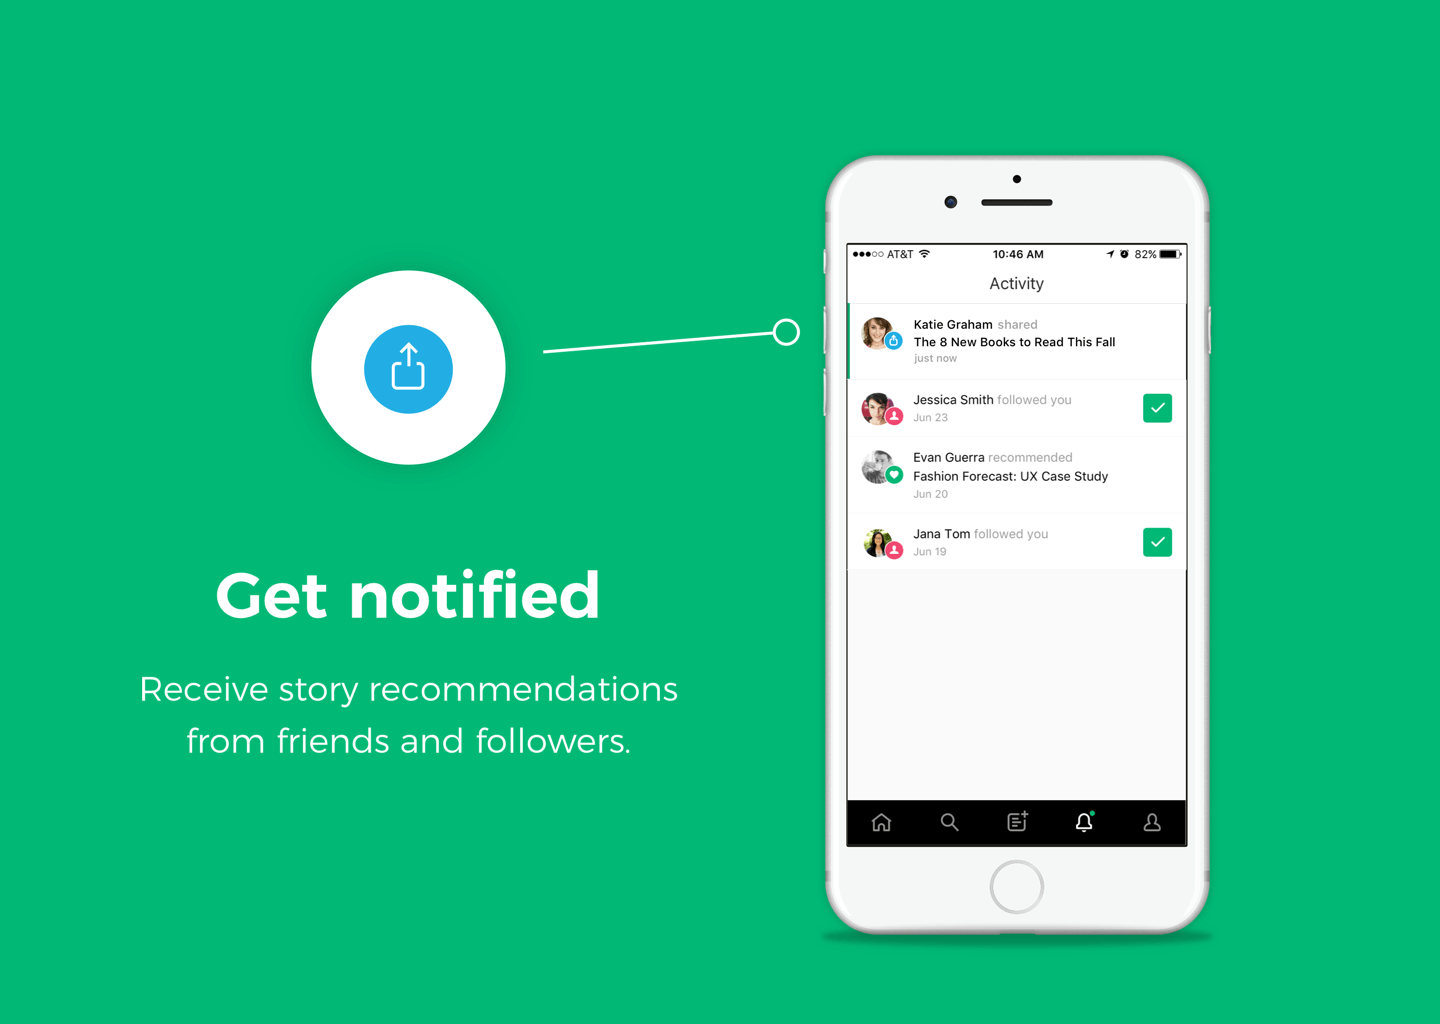 Get notified
Receive story recommendations
from friends and followers.
AT&T 10:46 AM 82%
Activity
Katie Graham shared
The 8 New Books to Read This Fall
just now
Jessica Smith followed you
Jun 23
Evan Guerra recommended
Fashion Forecast: UX Case Study
Jun 20
Jana Tom followed you
Jun 19